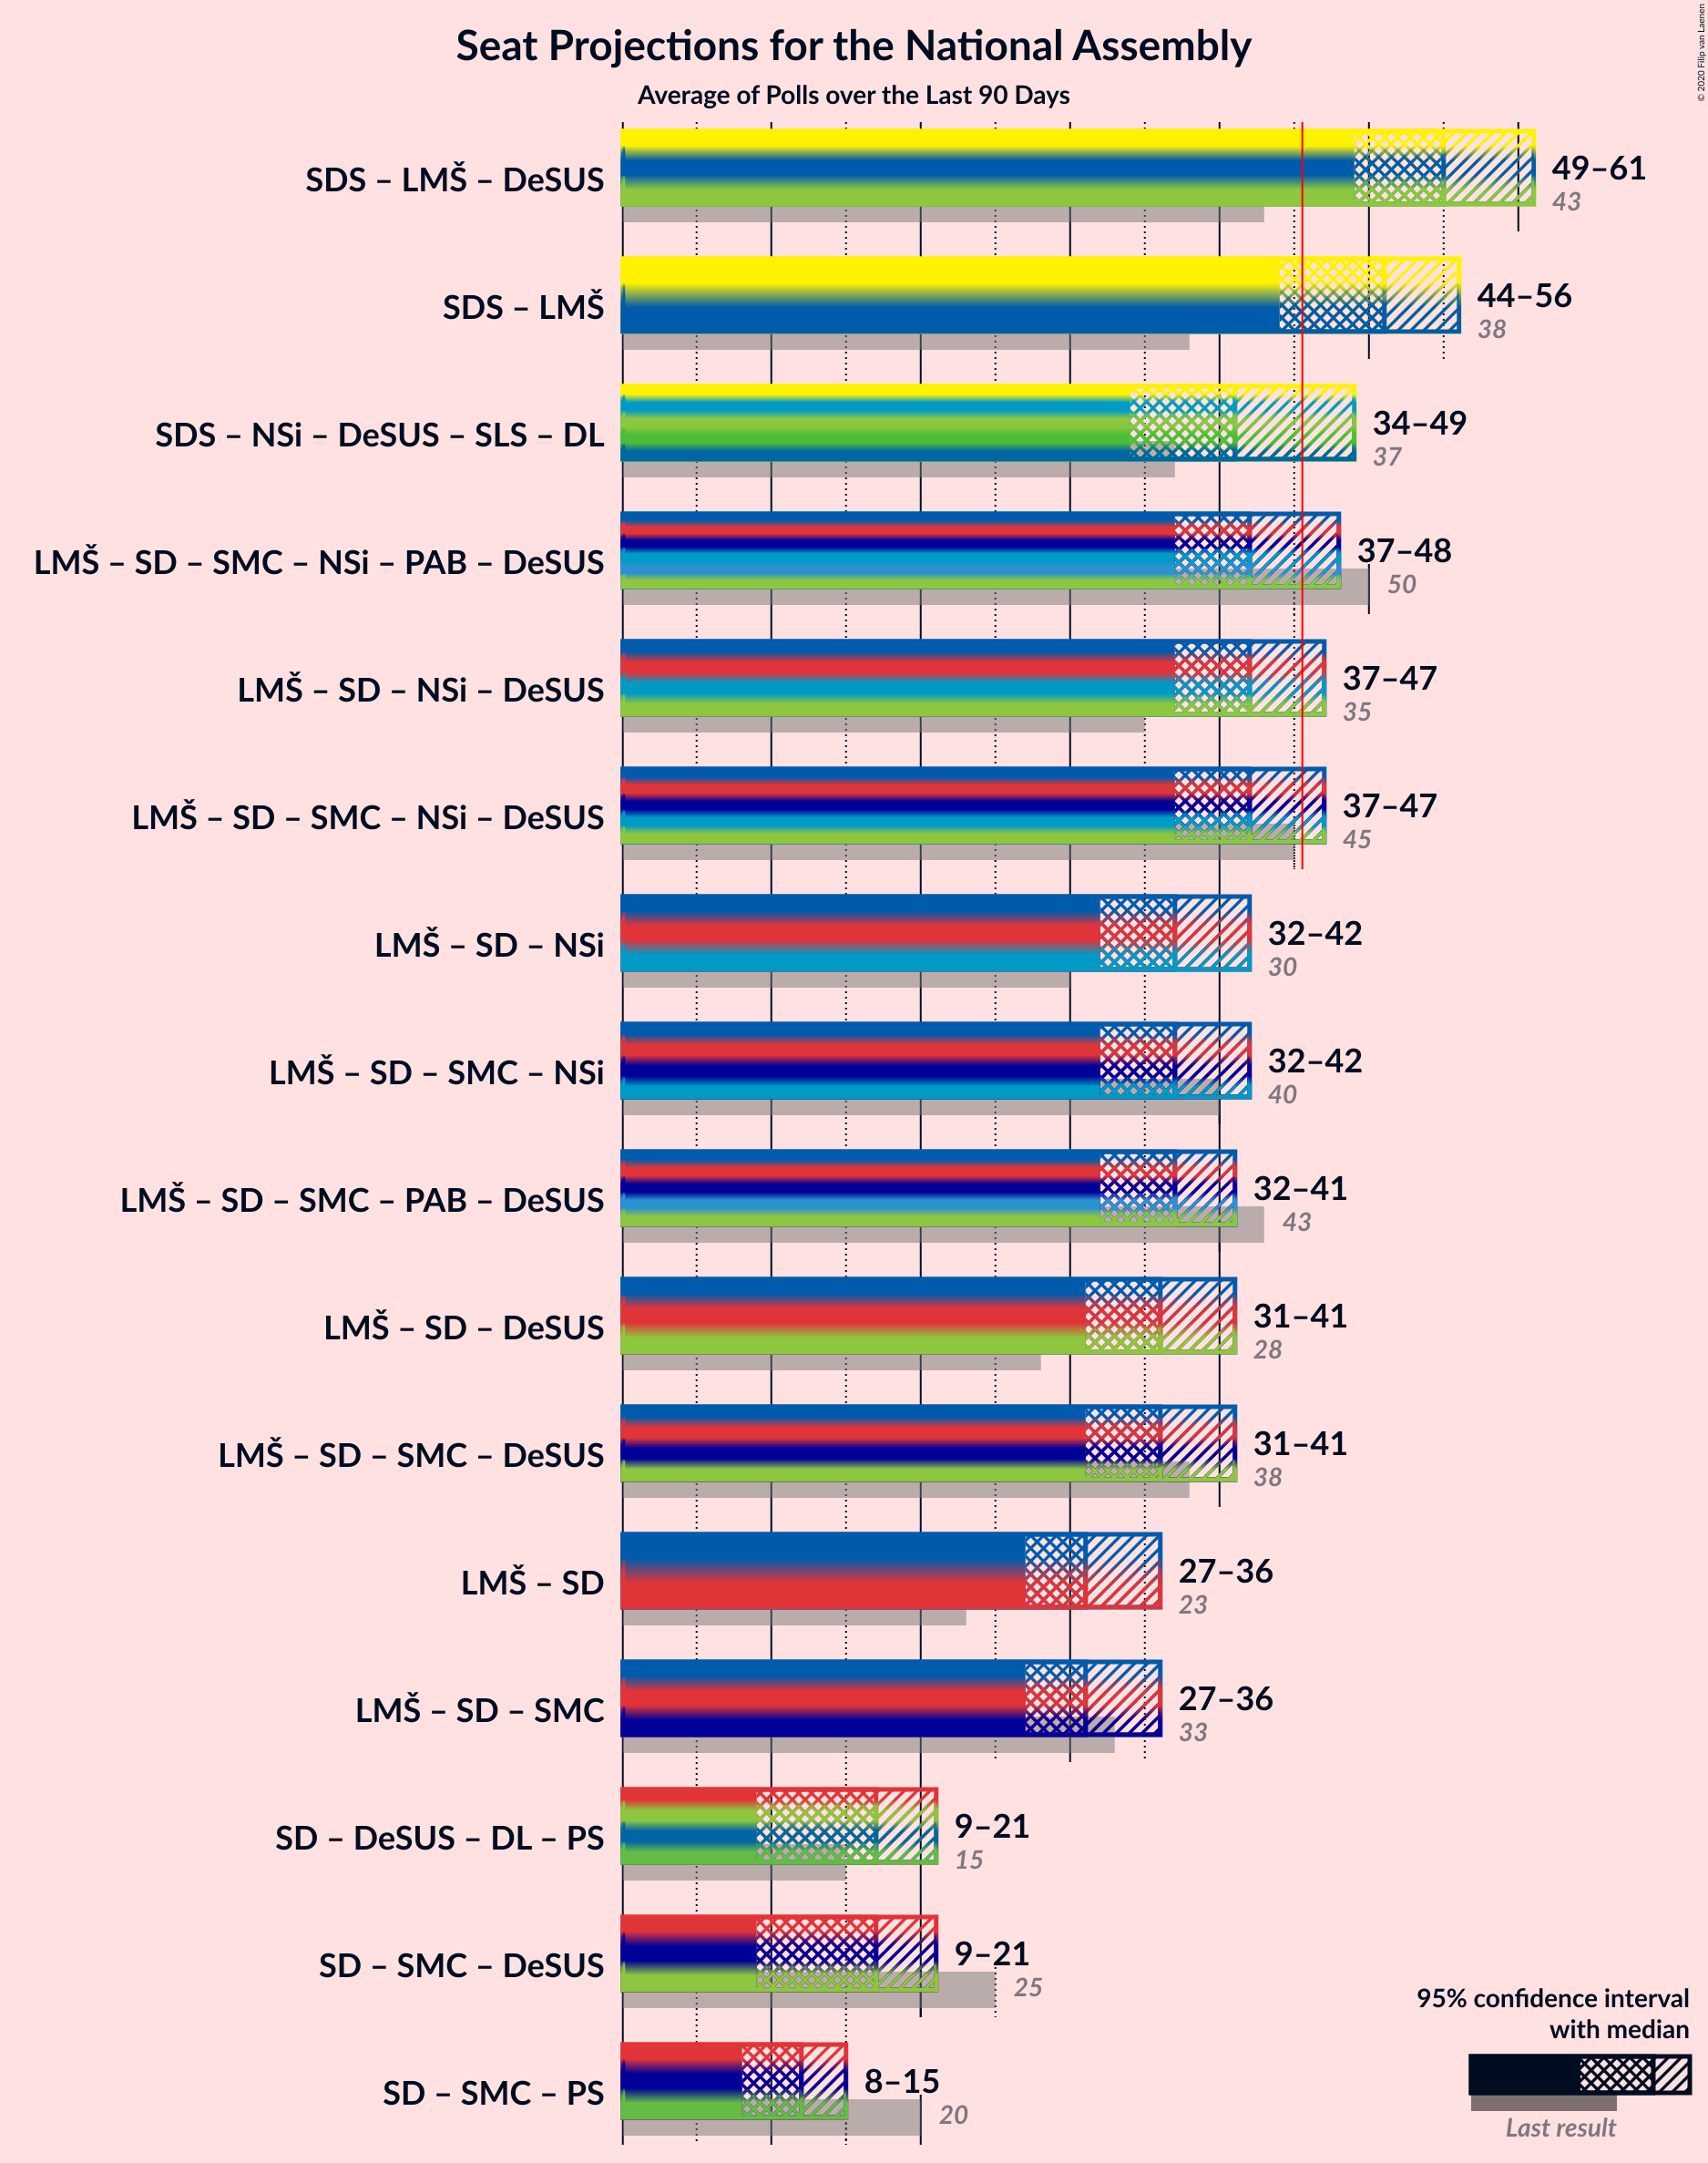 Seat Projections for the National Assembly
Average of Polls over the Last 90 Days
© 2020 Filip van Laenen
SDS – LMŠ – DeSUS
49–61
43
SDS – LMŠ
44–56
38
SDS – NSi – DeSUS – SLS – DL
34–49
37
LMŠ – SD – SMC – NSi – PAB – DeSUS
37–48
50
LMŠ – SD – NSi – DeSUS
37–47
35
LMŠ – SD – SMC – NSi – DeSUS
37–47
45
LMŠ – SD – NSi
32–42
30
LMŠ – SD – SMC – NSi
32–42
40
LMŠ – SD – SMC – PAB – DeSUS
32–41
43
LMŠ – SD – DeSUS
31–41
28
LMŠ – SD – SMC – DeSUS
31–41
38
LMŠ – SD
27–36
23
LMŠ – SD – SMC
27–36
33
SD – DeSUS – DL – PS
9–21
15
SD – SMC – DeSUS
9–21
25
SD – SMC – PS
8–15
20
95% confidence interval
with median
Last result